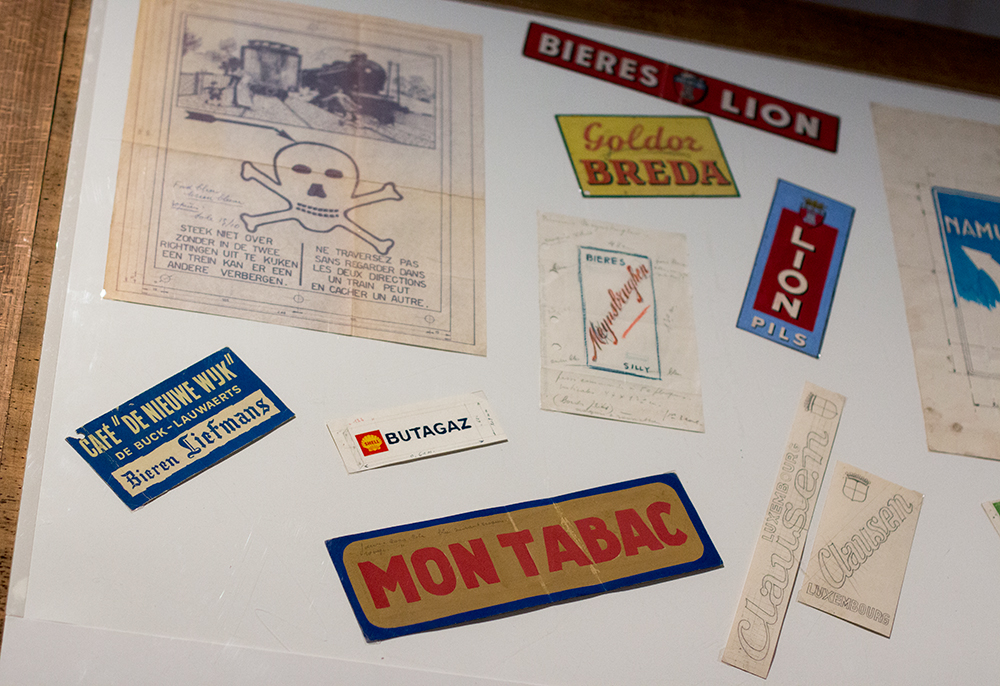 STEEK NIET OVER
ZONDER IN DE TWEE
RICHTINGEN UIT TE KIJKEN
EEN TREIN KAN ER EEN
ANDERE VERBERGEN.
NE TRAVERSEZ PAS
SANS REGARDER DANS
LES DEUX DIRECTIONS
UN TRAIN PEUT
EN CACHER UN AUTRE.
BIERES LION
Goldor
BREDA
LION
PILS
BIERES
SILLY
NAMU
CAFÉ "DE NIEUWE WIJK"
DE BUCK-LAUWAERTS
Bieren Liefmans
SHELL
BUTAGAZ
MON TABAC
LUXEMBOURG
Clausen
Clausen
LUXEMBOURG